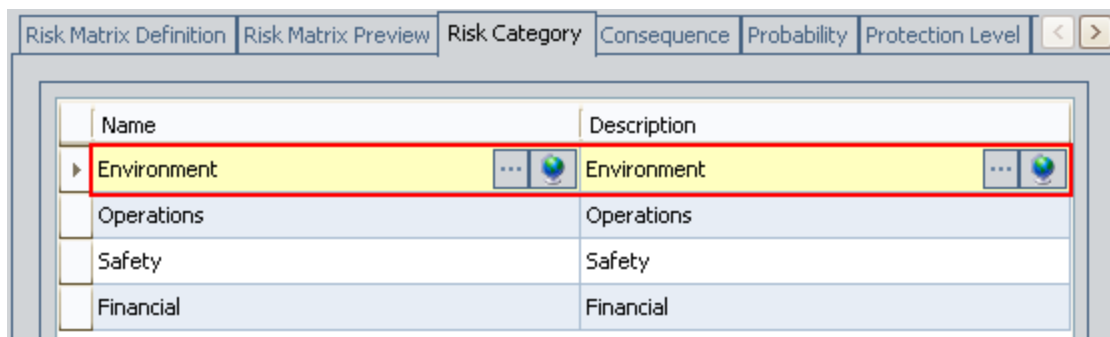 Risk Matrix Definition Risk Matrix Preview Risk Category Consequence Probability Protection Level
Name Description
Environment ... Environment ...
Operations Operations
Safety Safety
Financial Financial